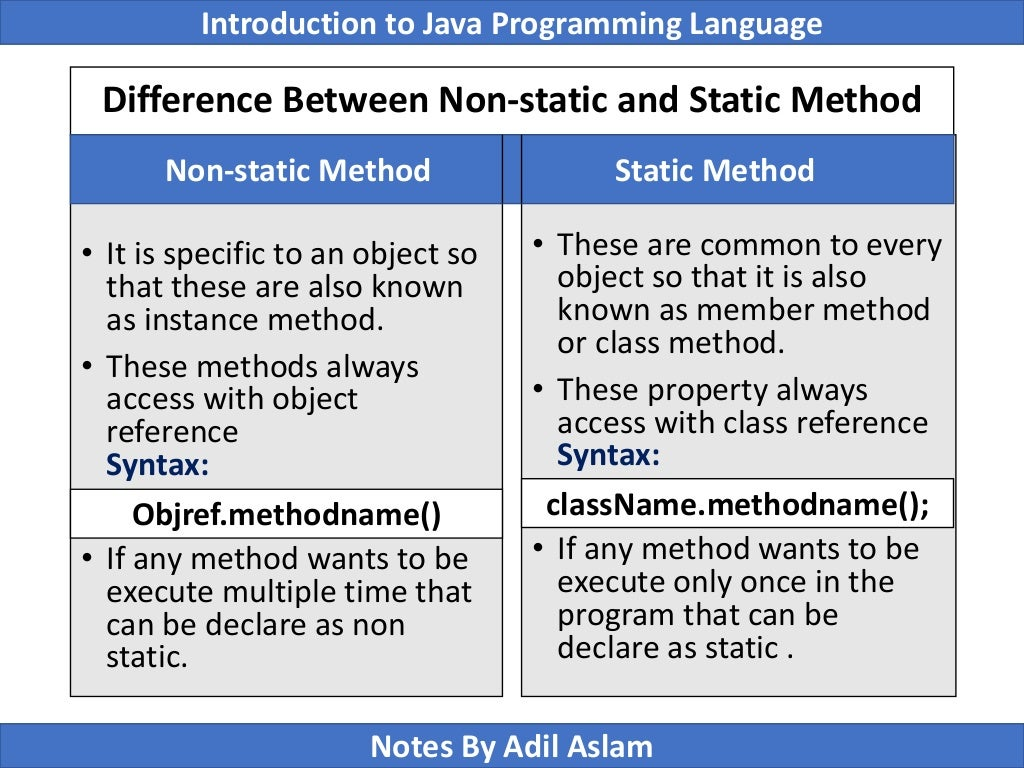 Introduction to Java Programming Language
Difference Between Non-static and Static Method
Non-static Method
• It is specific to an object so
that these are also known
as instance method.
• These methods always
access with object
reference
Syntax:
Objref.methodname()
• If any method wants to be
execute multiple time that
can be declare as non
static.
Static Method
• These are common to every
object so that it is also
known as member method
or class method.
• These property always
access with class reference
Syntax:
className.methodname();
• If any method wants to be
execute only once in the
program that can be
declare as static .
Notes By Adil Aslam